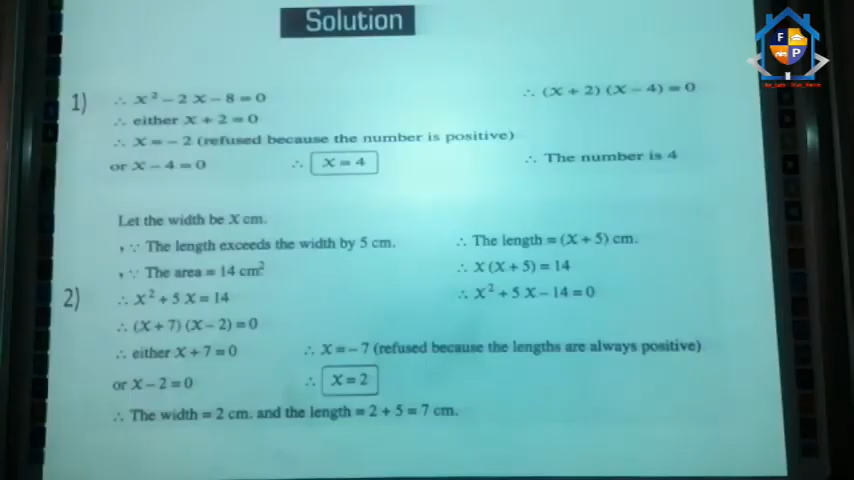 Solution
F
P
1) ∴ X² – 2 X – 8 = 0 ∴ (X + 2) (X – 4) = 0
∴ either X + 2 = 0
∴ X = – 2 (refused because the number is positive)
or X – 4 = 0 ∴ X = 4 ∴ The number is 4
Let the width be X cm.
, ∵ The length exceeds the width by 5 cm. ∴ The length = (X + 5) cm.
, ∵ The area = 14 cm² ∴ X (X + 5) = 14
2) ∴ X² + 5 X = 14 ∴ X² + 5 X – 14 = 0
∴ (X + 7) (X – 2) = 0
∴ either X + 7 = 0 ∴ X = – 7 (refused because the lengths are always positive)
or X – 2 = 0 ∴ X = 2
∴ The width = 2 cm. and the length = 2 + 5 = 7 cm.